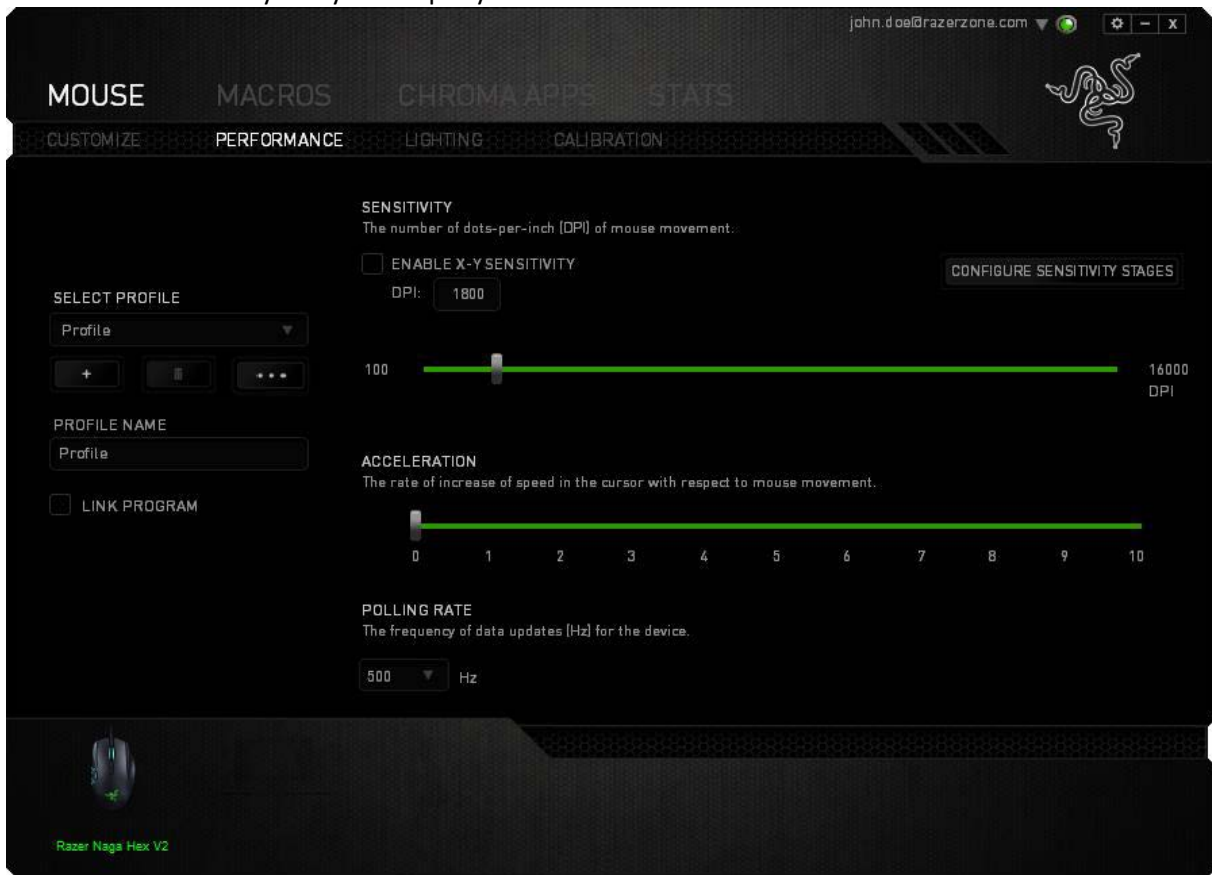 john.doe@razerzone.com
MOUSE MACROS CHROMA APPS STATS
CUSTOMIZE PERFORMANCE LIGHTING CALIBRATION
SENSITIVITY
The number of dots-per-inch (DPI) of mouse movement.
ENABLE X-Y SENSITIVITY
CONFIGURE SENSITIVITY STAGES
DPI: 1800
SELECT PROFILE
Profile
100
16000
DPI
PROFILE NAME
Profile
LINK PROGRAM
ACCELERATION
The rate of increase of speed in the cursor with respect to mouse movement.
0 1 2 3 4 5 6 7 8 9 10
POLLING RATE
The frequency of data updates (Hz) for the device.
500 Hz
Razer Naga Hex V2